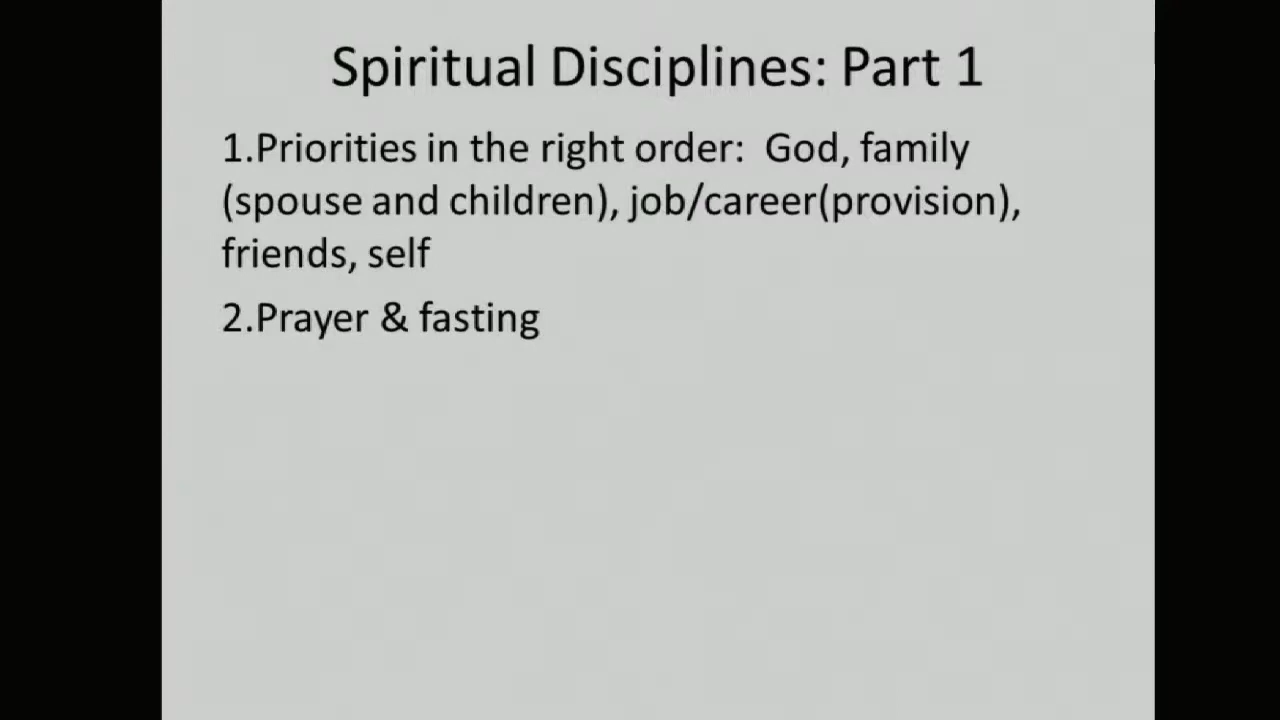 Spiritual Disciplines: Part 1
1.Priorities in the right order:  God, family
(spouse and children), job/career(provision),
friends, self
2.Prayer & fasting